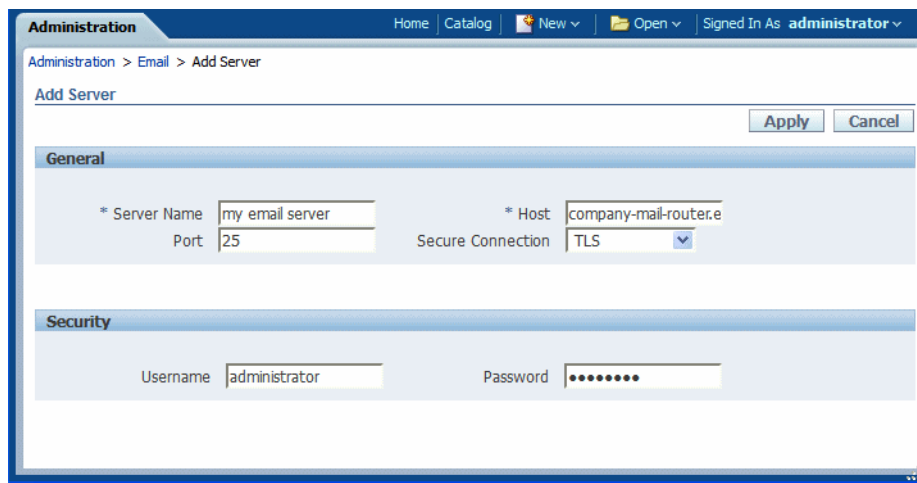 Administration
Home Catalog New Open Signed In As administrator
Administration > Email > Add Server
Add Server
Apply Cancel
General
* Server Name my email server * Host company-mail-router.e
Port 25 Secure Connection TLS
Security
Username administrator Password ●●●●●●●●